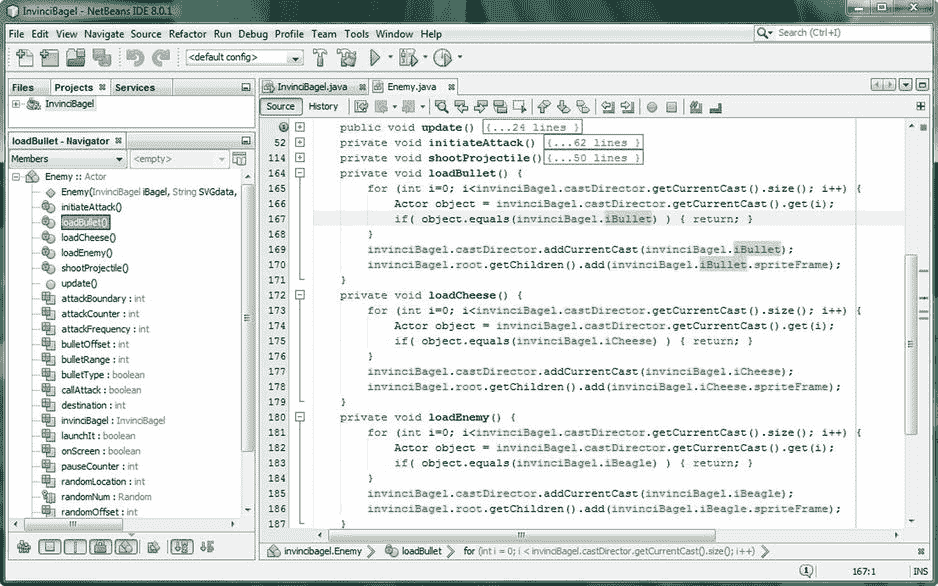 InvinciBagel - NetBeans IDE 8.0.1
File Edit View Navigate Source Refactor Run Debug Profile Team Tools Window Help
Search (Ctrl+I)
<default config>
Files Projects Services
InvinciBagel
InvinciBagel.java Enemy.java
Source History
loadBullet - Navigator
Members <empty>
Enemy :: Actor
Enemy(InvinciBagel iBagel, String SVGdata,
initiateAttack()
loadBullet()
loadCheese()
loadEnemy()
shootProjectile()
update()
attackBoundary : int
attackCounter : int
attackFrequency : int
bulletOffset : int
bulletRange : int
bulletType : boolean
callAttack : boolean
destination : int
invinciBagel : InvinciBagel
launchIt : boolean
onScreen : boolean
pauseCounter : int
randomLocation : int
randomNum : Random
randomOffset : int
public void update() {...24 lines }
52 private void initiateAttack() {...62 lines }
114 private void shootProjectile() {...50 lines }
164 private void loadBullet() {
165 for (int i=0; i<invinciBagel.castDirector.getCurrentCast().size(); i++) {
166 Actor object = invinciBagel.castDirector.getCurrentCast().get(i);
167 if( object.equals(invinciBagel.iBullet) ) { return; }
168 }
169 invinciBagel.castDirector.addCurrentCast(invinciBagel.iBullet);
170 invinciBagel.root.getChildren().add(invinciBagel.iBullet.spriteFrame);
171 }
172 private void loadCheese() {
173 for (int i=0; i<invinciBagel.castDirector.getCurrentCast().size(); i++) {
174 Actor object = invinciBagel.castDirector.getCurrentCast().get(i);
175 if( object.equals(invinciBagel.iCheese) ) { return; }
176 }
177 invinciBagel.castDirector.addCurrentCast(invinciBagel.iCheese);
178 invinciBagel.root.getChildren().add(invinciBagel.iCheese.spriteFrame);
179 }
180 private void loadEnemy() {
181 for (int i=0; i<invinciBagel.castDirector.getCurrentCast().size(); i++) {
182 Actor object = invinciBagel.castDirector.getCurrentCast().get(i);
183 if( object.equals(invinciBagel.iBeagle) ) { return; }
184 }
185 invinciBagel.castDirector.addCurrentCast(invinciBagel.iBeagle);
186 invinciBagel.root.getChildren().add(invinciBagel.iBeagle.spriteFrame);
187 }
invincibagel.Enemy loadBullet for (int i = 0; i < invinciBagel.castDirector.getCurrentCast().size(); i++)
167:1 INS